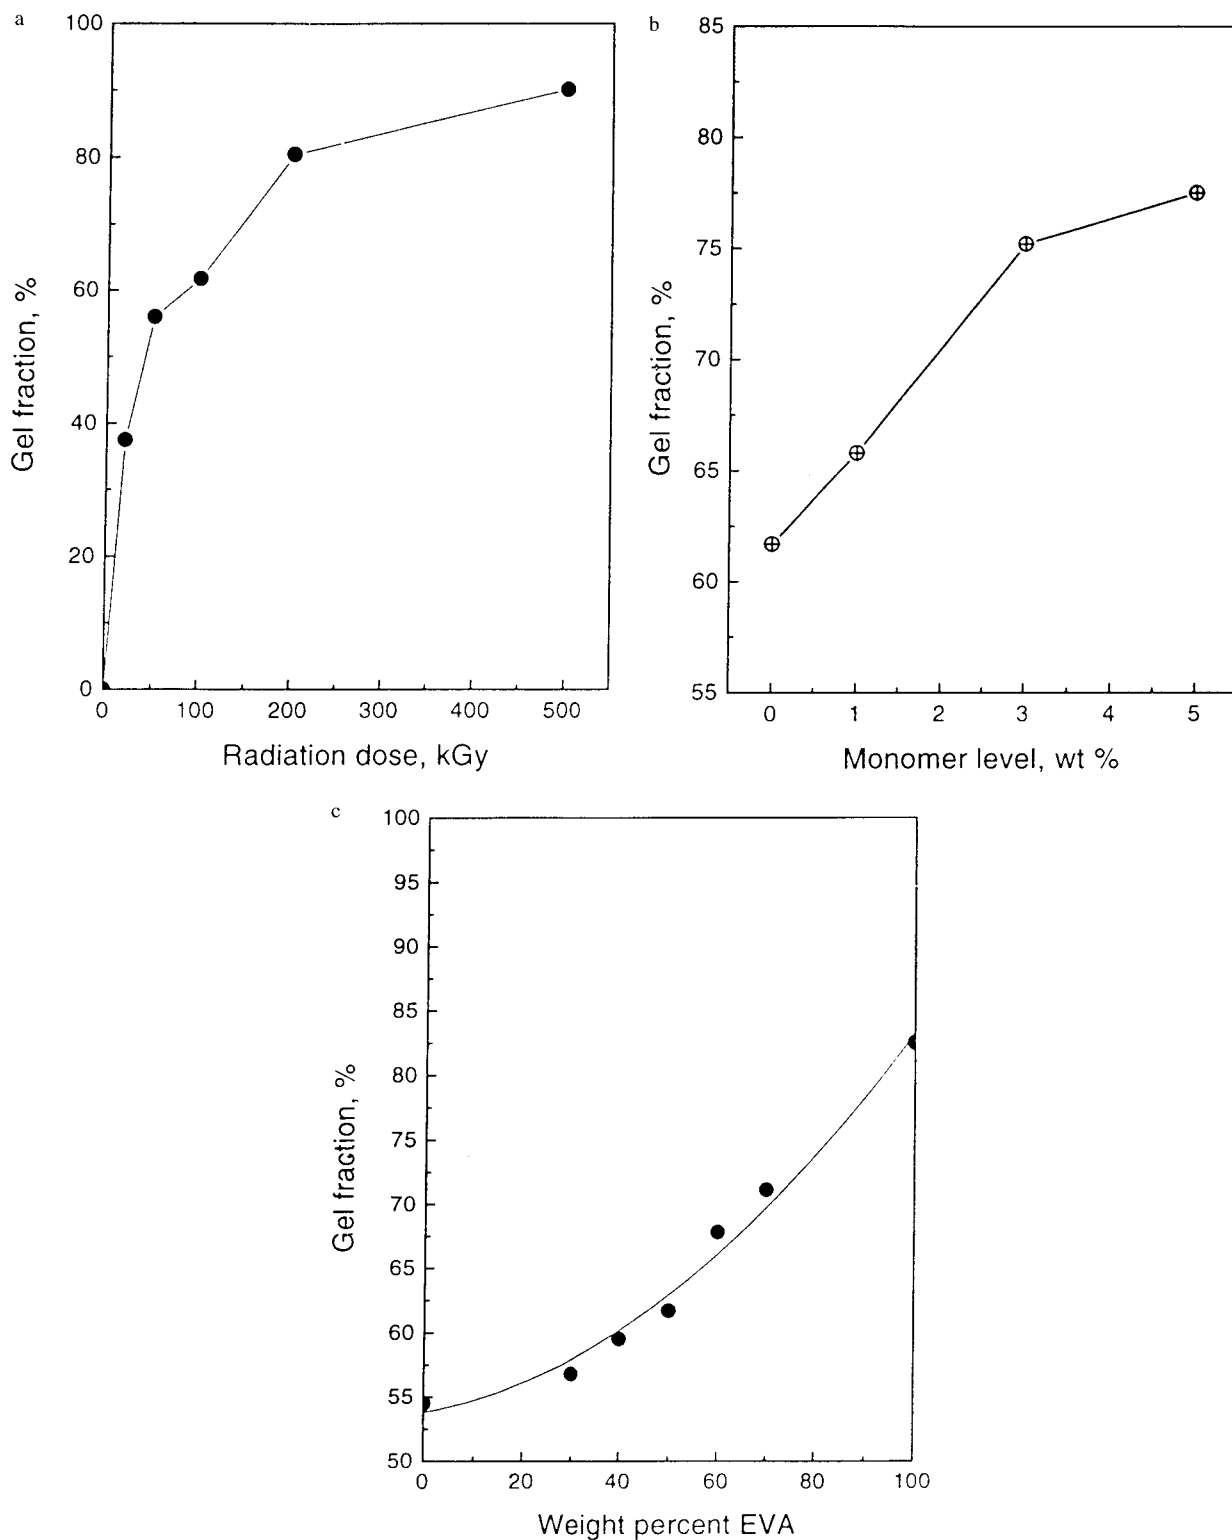 a
100
80
60
40
20
0
Gel fraction, %
0 100 200 300 400 500
Radiation dose, kGy
b
85
80
75
70
65
60
55
Gel fraction, %
0 1 2 3 4 5
Monomer level, wt %
c
100
95
90
85
80
75
70
65
60
55
50
Gel fraction, %
0 20 40 60 80 100
Weight percent EVA